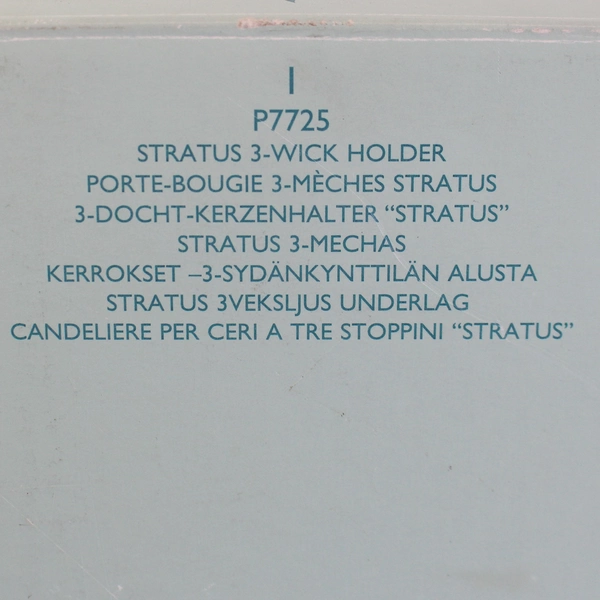 1
P7725
STRATUS 3-WICK HOLDER
PORTE-BOUGIE 3-MÈCHES STRATUS
3-DOCHT-KERZENHALTER “STRATUS”
STRATUS 3-MECHAS
KERROKSET –3-SYDÄNKYNTTILÄN ALUSTA
STRATUS 3VEKSLJUS UNDERLAG
CANDELIERE PER CERI A TRE STOPPINI “STRATUS”